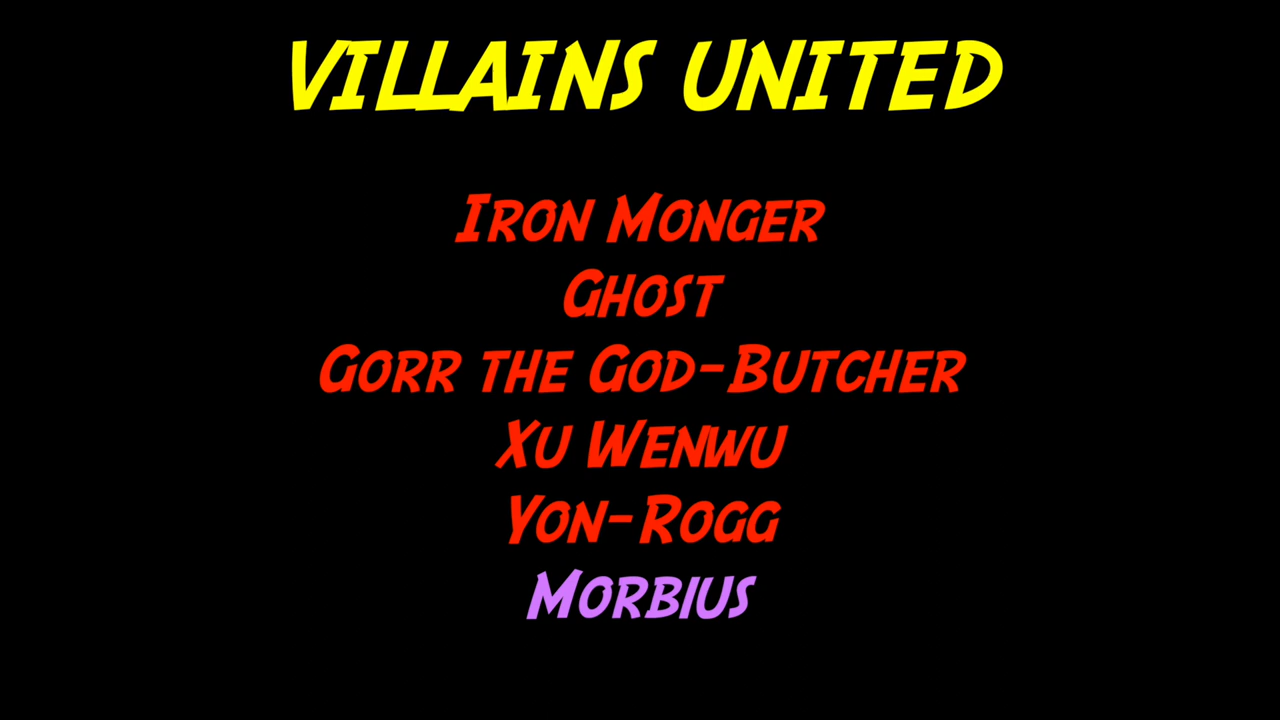 VILLAINS UNITED
IRON MONGER
GHOST
GORR THE GOD-BUTCHER
XU WENWU
YON-ROGG
MORBIUS